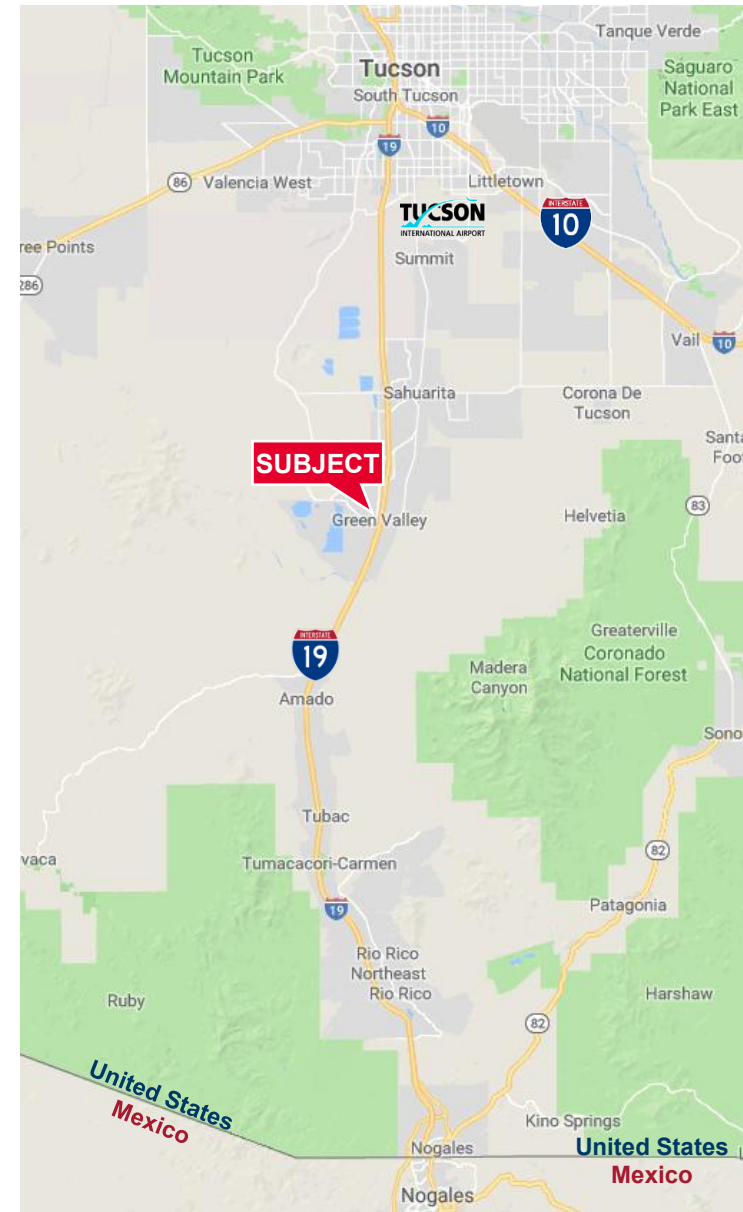 Tanque Verde
Tucson
Mountain Park
Tucson
Saguaro
National
Park East
South Tucson
10
19
86
Valencia West
Littletown
TUCSON
INTERNATIONAL AIRPORT
INTERSTATE
10
ree Points
Summit
286
Vail
10
Sahuarita
Corona De
Tucson
Santa
Foot
SUBJECT
83
Green Valley
Helvetia
INTERSTATE
19
Greaterville
Coronado
National Forest
Madera
Canyon
Amado
Sono
Tubac
82
vaca
Tumacacori-Carmen
Patagonia
19
Rio Rico
Northeast
Rio Rico
Ruby
Harshaw
82
United States
Mexico
Kino Springs
Nogales
United States
Mexico
Nogales